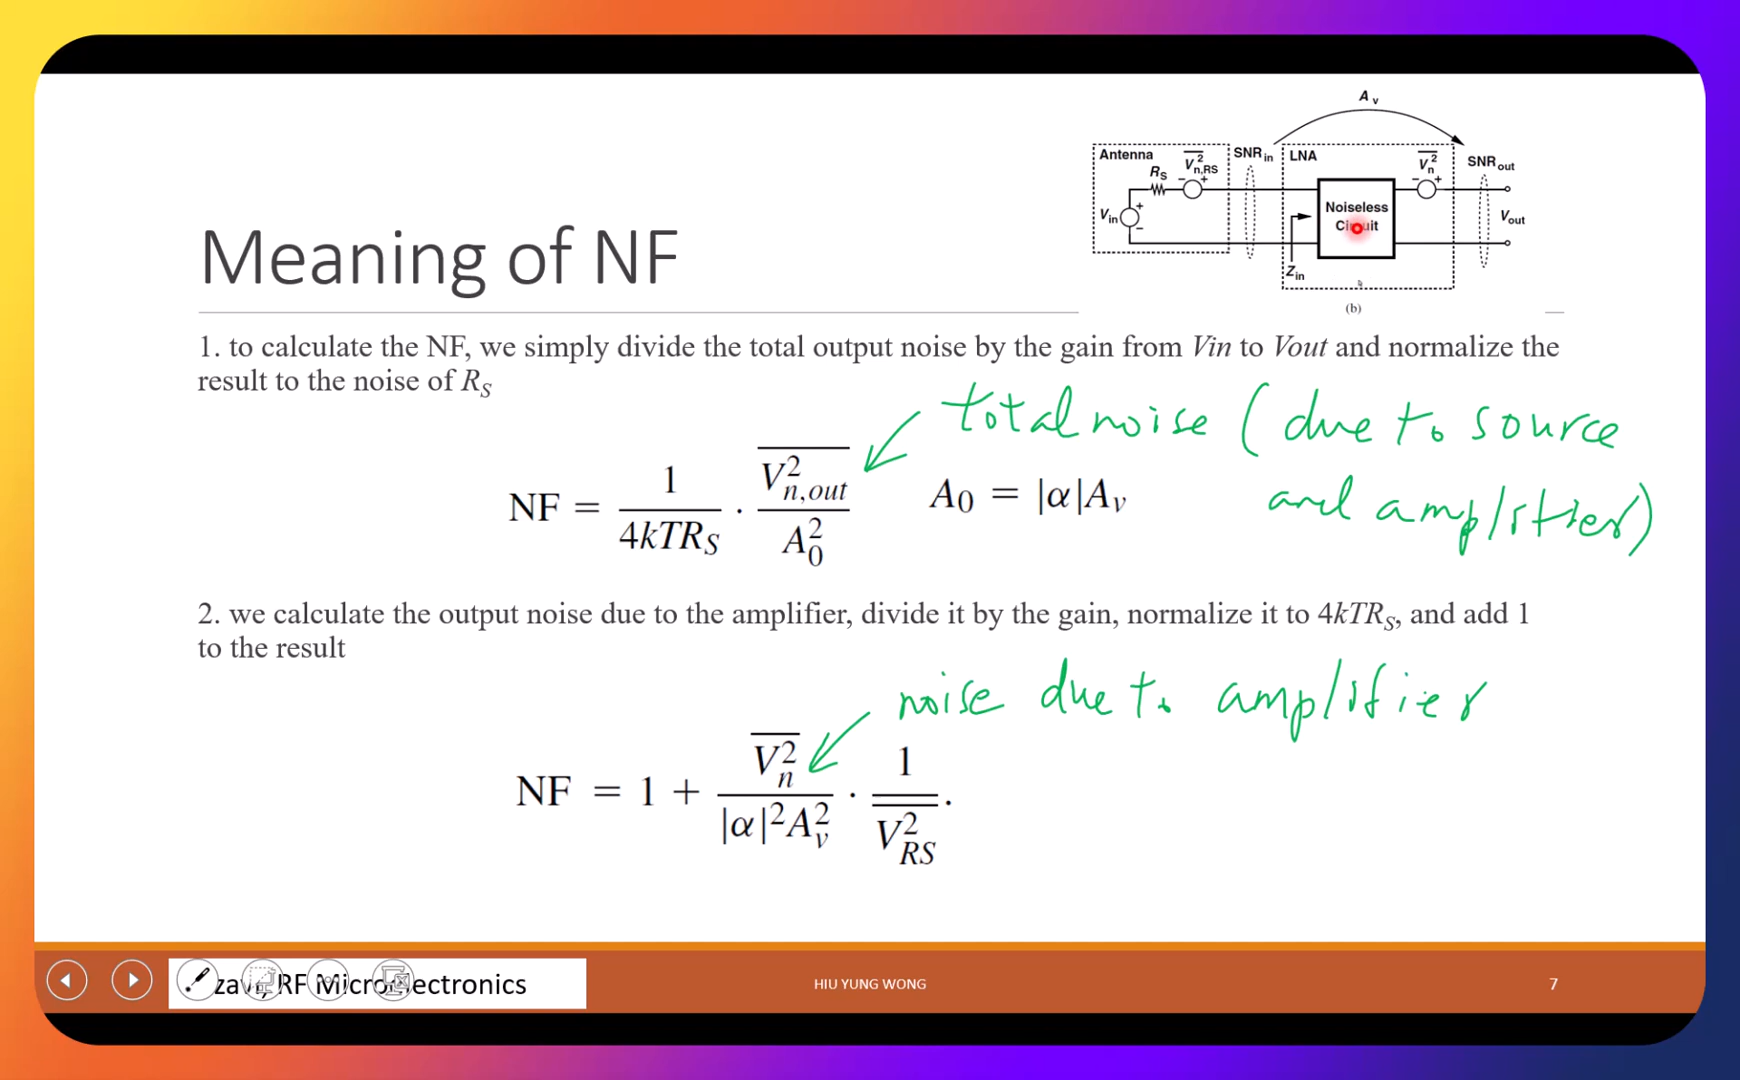 A_v
Antenna
R_S
V²_n,RS
SNR_in
LNA
V²_n
SNR_out
V_in
Noiseless
Circuit
V_out
Z_in
(b)
Meaning of NF
1. to calculate the NF, we simply divide the total output noise by the gain from Vin to Vout and normalize the
result to the noise of R_S
total noise (due to source
and amplifier)
NF = 1 / 4kTR_S · V²_n,out / A²_0
A_0 = |α|A_v
2. we calculate the output noise due to the amplifier, divide it by the gain, normalize it to 4kTR_S, and add 1
to the result
noise due to amplifier
NF = 1 + V²_n / |α|²A²_v · 1 / V²_RS.
RF Microelectronics
HIU YUNG WONG
7